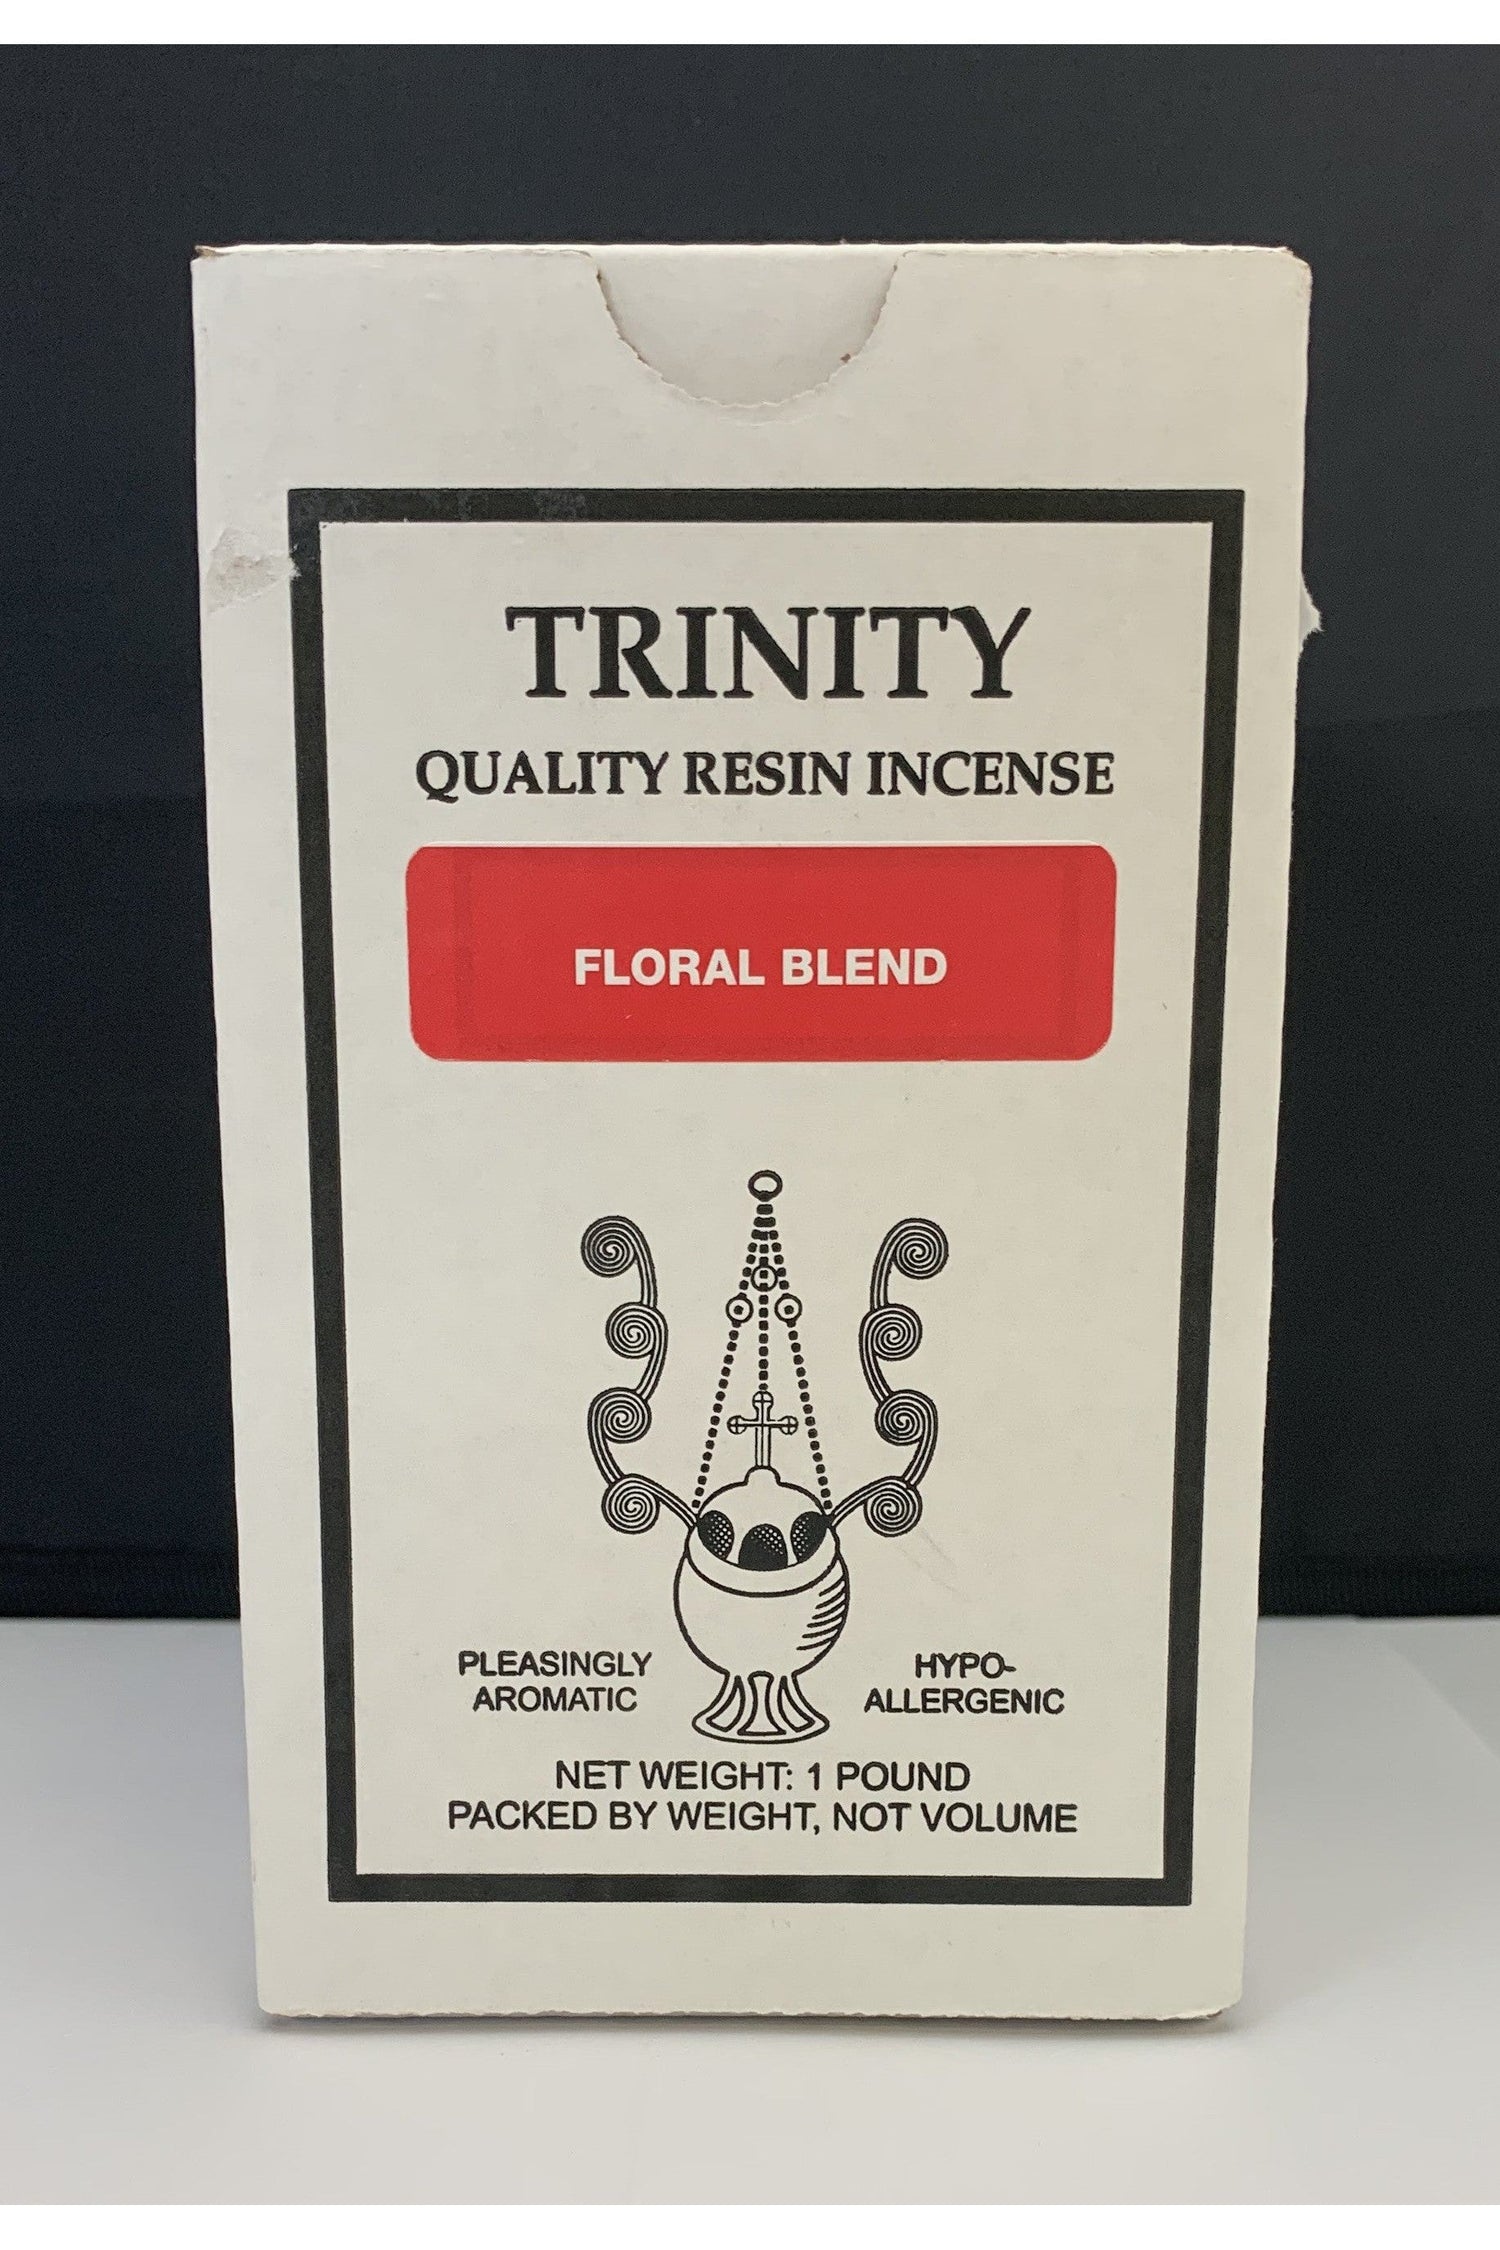 TRINITY
QUALITY RESIN INCENSE
FLORAL BLEND
PLEASINGLY
AROMATIC
HYPO-
ALLERGENIC
NET WEIGHT: 1 POUND
PACKED BY WEIGHT, NOT VOLUME